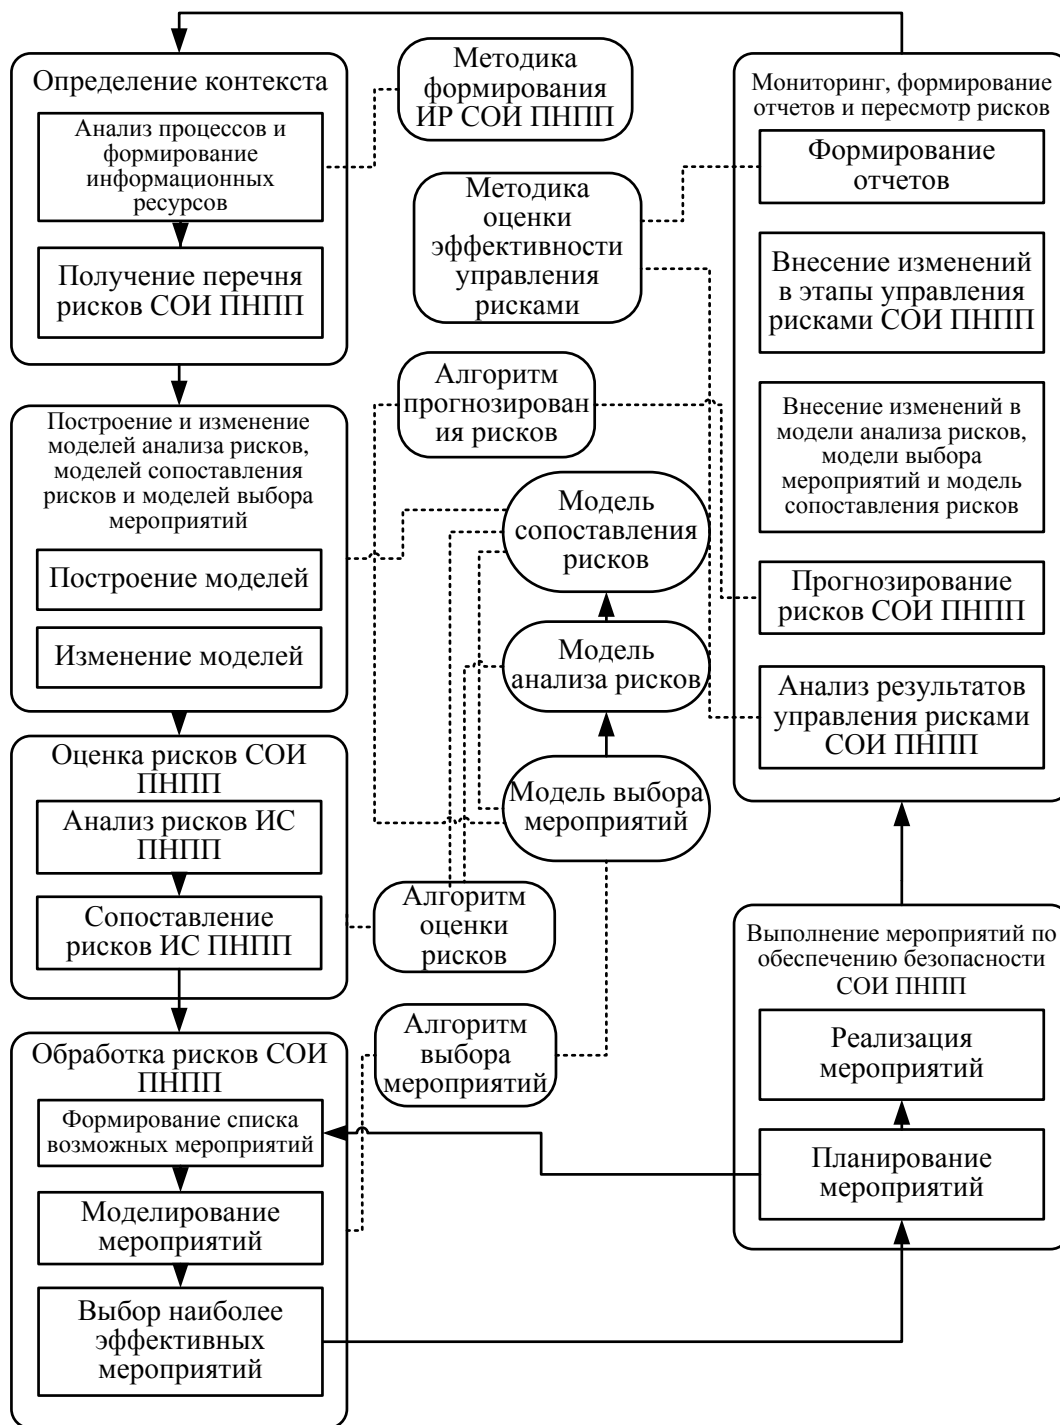 Определение контекста
Анализ процессов и
формирование
информационных
ресурсов
Получение перечня
рисков СОИ ПНПП
Построение и изменение
моделей анализа рисков,
моделей сопоставления
рисков и моделей выбора
мероприятий
Построение моделей
Изменение моделей
Оценка рисков СОИ
ПНПП
Анализ рисков ИС
ПНПП
Сопоставление
рисков ИС ПНПП
Обработка рисков СОИ
ПНПП
Формирование списка
возможных мероприятий
Моделирование
мероприятий
Выбор наиболее
эффективных
мероприятий
Методика
формирования
ИР СОИ ПНПП
Методика
оценки
эффективности
управления
рисками
Алгоритм
прогнозирован
ия рисков
Модель
сопоставления
рисков
Модель
анализа рисков
Модель выбора
мероприятий
Алгоритм
оценки
рисков
Алгоритм
выбора
мероприятий
Мониторинг, формирование
отчетов и пересмотр рисков
Формирование
отчетов
Внесение изменений
в этапы управления
рисками СОИ ПНПП
Внесение изменений в
модели анализа рисков,
модели выбора
мероприятий и модель
сопоставления рисков
Прогнозирование
рисков СОИ ПНПП
Анализ результатов
управления рисками
СОИ ПНПП
Выполнение мероприятий по
обеспечению безопасности
СОИ ПНПП
Реализация
мероприятий
Планирование
мероприятий